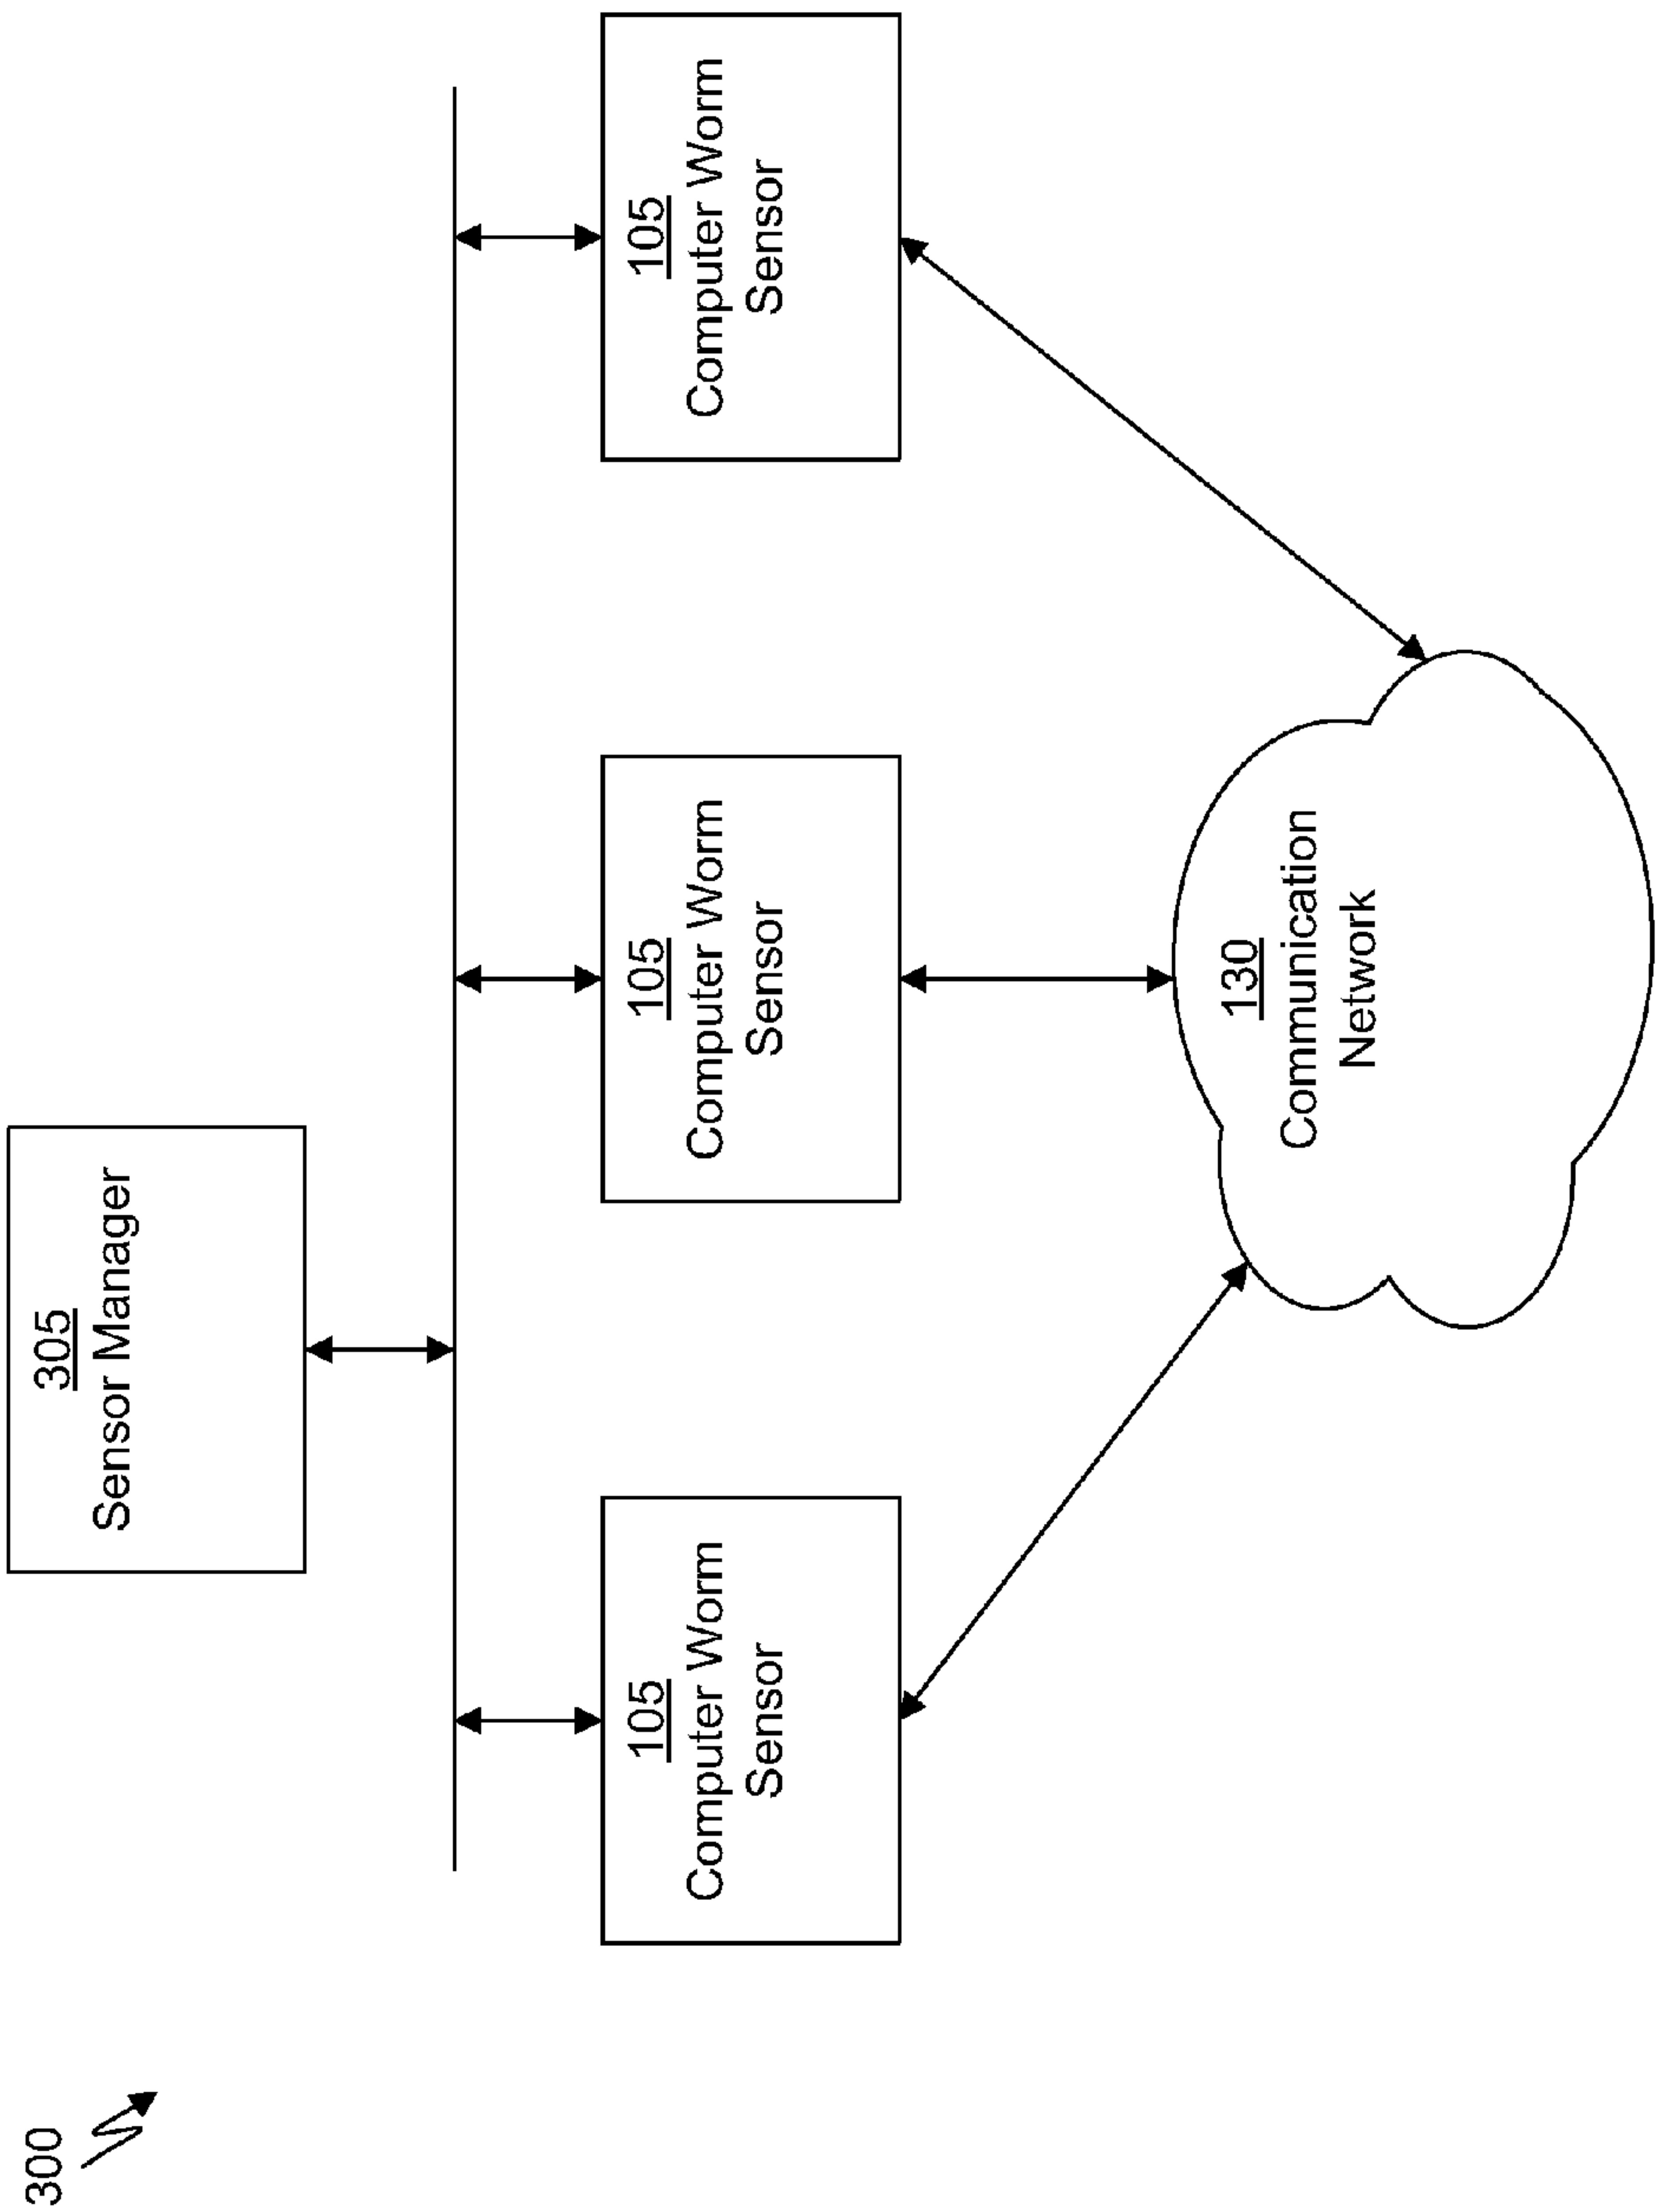 300
305
Sensor Manager
105
Computer Worm
Sensor
105
Computer Worm
Sensor
105
Computer Worm
Sensor
130
Communication
Network